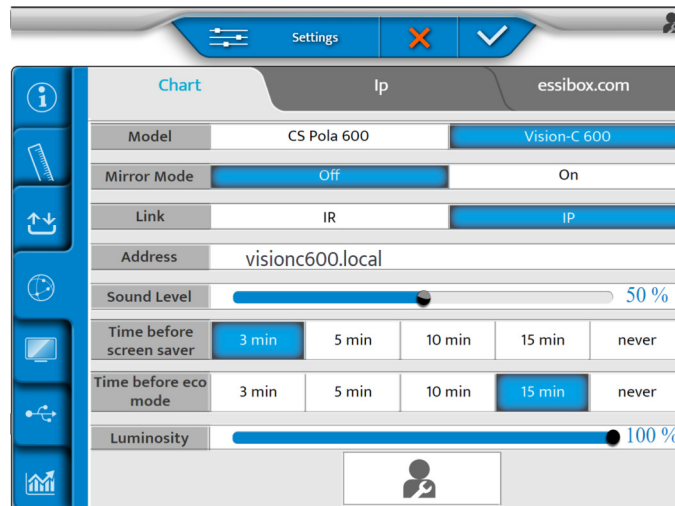 Settings
Chart Ip essibox.com
Model CS Pola 600 Vision-C 600
Mirror Mode Off On
Link IR IP
Address visionc600.local
Sound Level 50 %
Time before
screen saver 3 min 5 min 10 min 15 min never
Time before eco
mode 3 min 5 min 10 min 15 min never
Luminosity 100 %